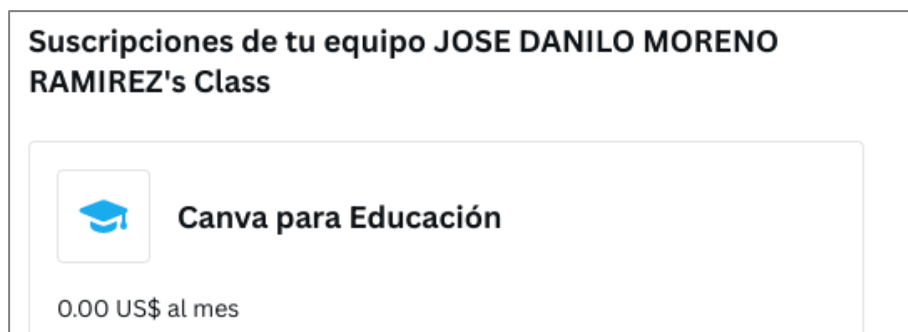 Suscripciones de tu equipo JOSE DANILO MORENO
RAMIREZ's Class
Canva para Educación
0.00 US$ al mes